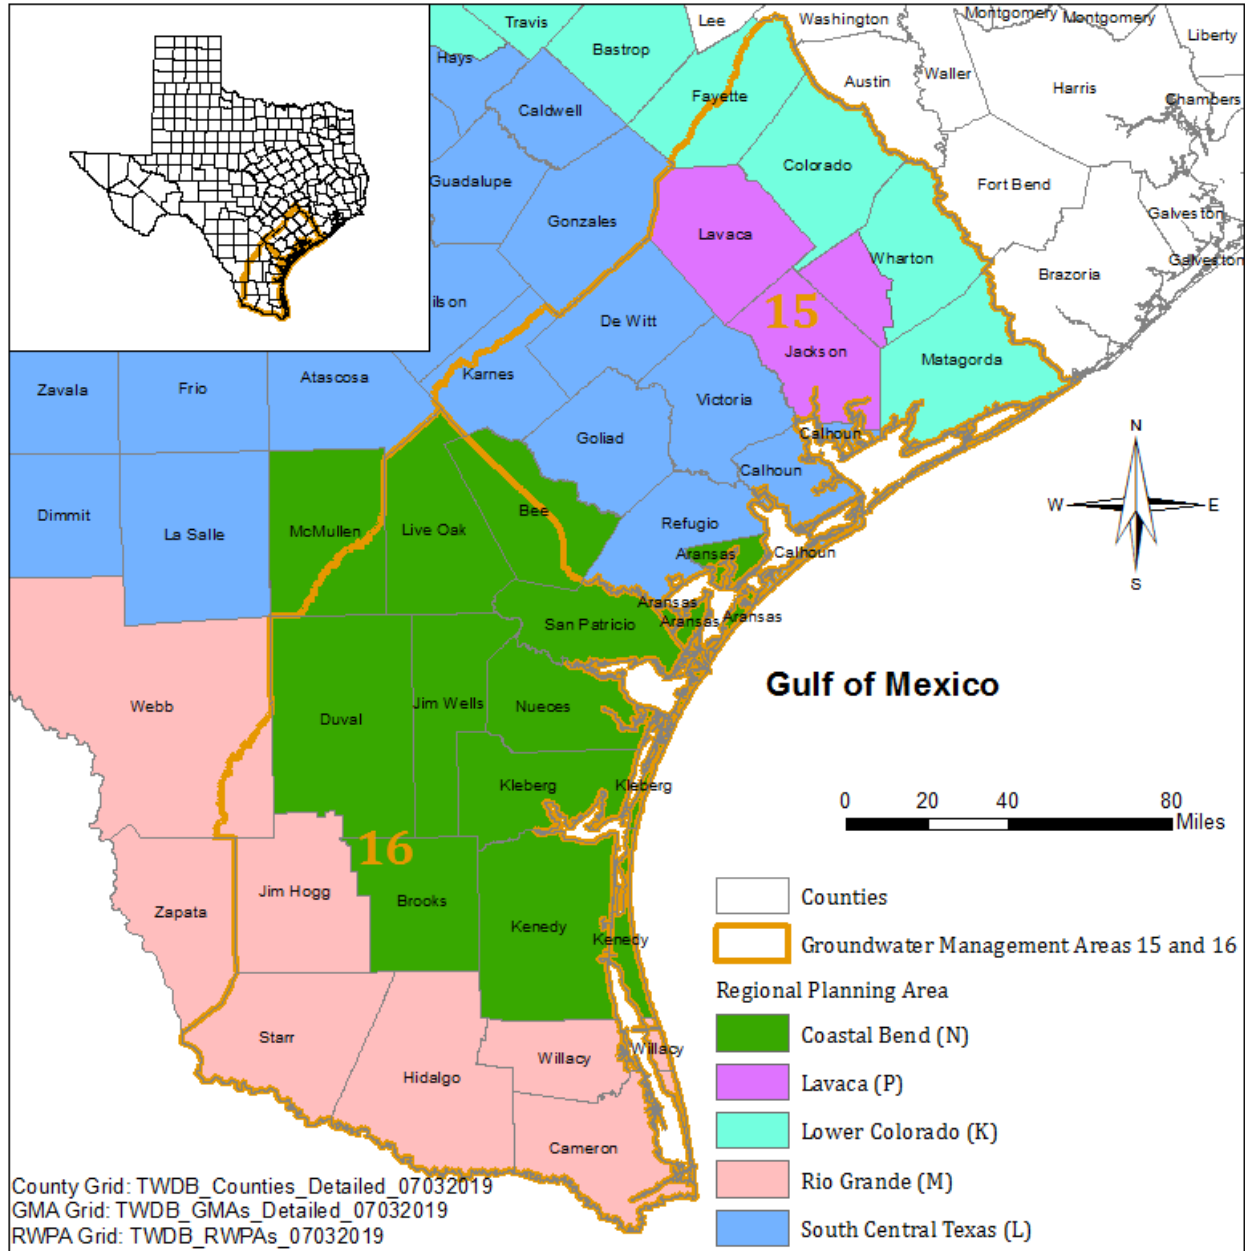 Travis
Lee
Washington
Montgomery
Montgomery
Liberty
Hays
Bastrop
Austin
Waller
Harris
Chambers
Caldwell
Fayette
Colorado
Fort Bend
Guadalupe
Gonzales
Lavaca
Wharton
Galveston
Galveston
Brazoria
ilson
De Witt
15
Jackson
Matagorda
Zavala
Frio
Atascosa
Karnes
Victoria
Goliad
Calhoun
Calhoun
N
W
E
S
Dimmit
La Salle
McMullen
Live Oak
Bee
Refugio
Aransas
Calhoun
Aransas
Aransas
Aransas
San Patricio
Gulf of Mexico
Webb
Duval
Jim Wells
Nueces
Kleberg
Kleberg
0 20 40 80
Miles
16
Jim Hogg
Brooks
Zapata
Kenedy
Kenedy
Starr
Hidalgo
Willacy
Willacy
Cameron
Counties
Groundwater Management Areas 15 and 16
Regional Planning Area
Coastal Bend (N)
Lavaca (P)
Lower Colorado (K)
Rio Grande (M)
South Central Texas (L)
County Grid: TWDB_Counties_Detailed_07032019
GMA Grid: TWDB_GMAs_Detailed_07032019
RWPA Grid: TWDB_RWPAs_07032019